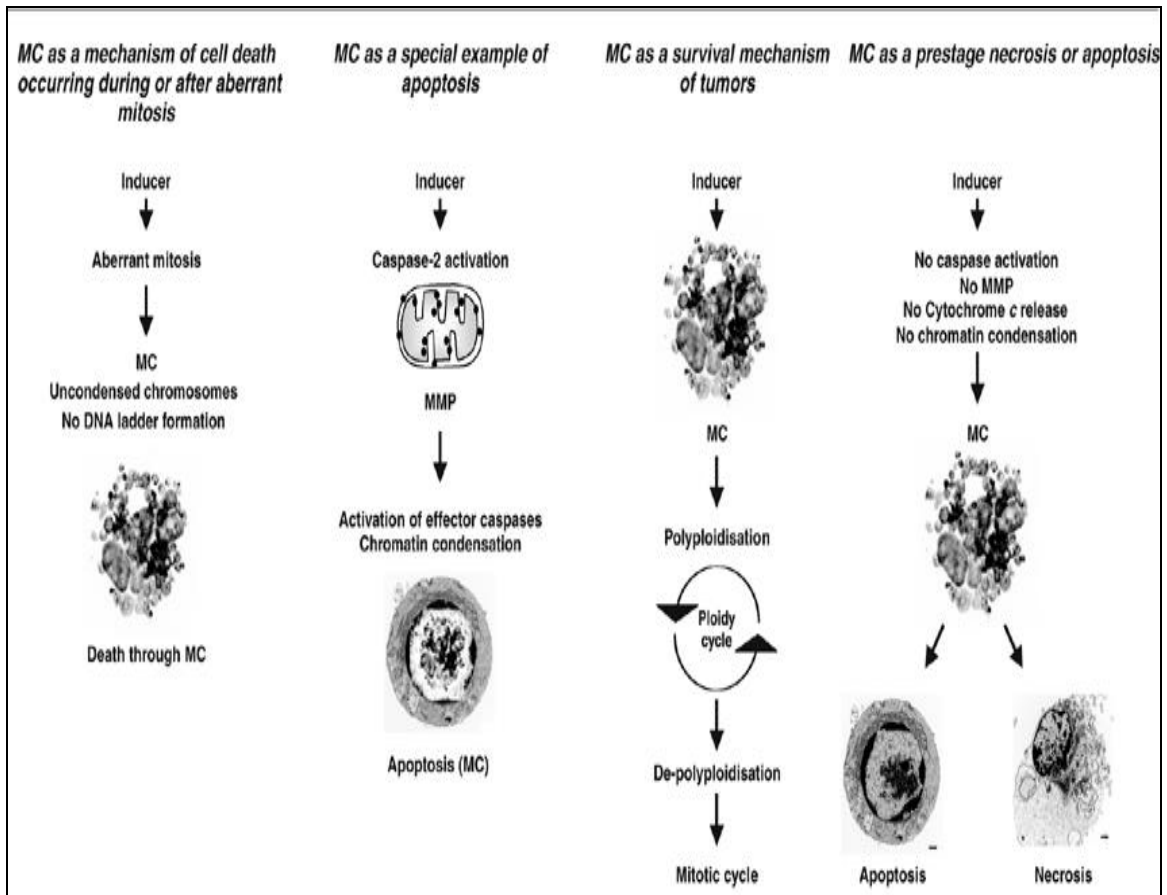 MC as a mechanism of cell death
occurring during or after aberrant
mitosis
Inducer
Aberrant mitosis
MC
Uncondensed chromosomes
No DNA ladder formation
Death through MC
MC as a special example of
apoptosis
Inducer
Caspase-2 activation
MMP
Activation of effector caspases
Chromatin condensation
Apoptosis (MC)
MC as a survival mechanism
of tumors
Inducer
MC
Polyploidisation
Ploidy
cycle
De-polyploidisation
Mitotic cycle
MC as a prestage necrosis or apoptosis
Inducer
No caspase activation
No MMP
No Cytochrome c release
No chromatin condensation
MC
Apoptosis
Necrosis